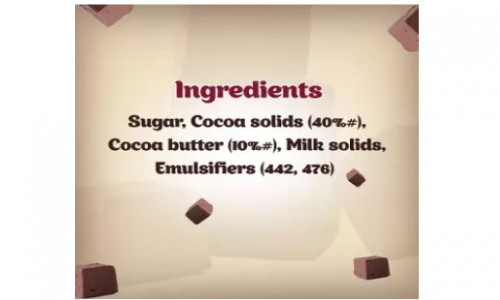 Ingredients
Sugar, Cocoa solids (40%#),
Cocoa butter (10%#), Milk solids,
Emulsifiers (442, 476)